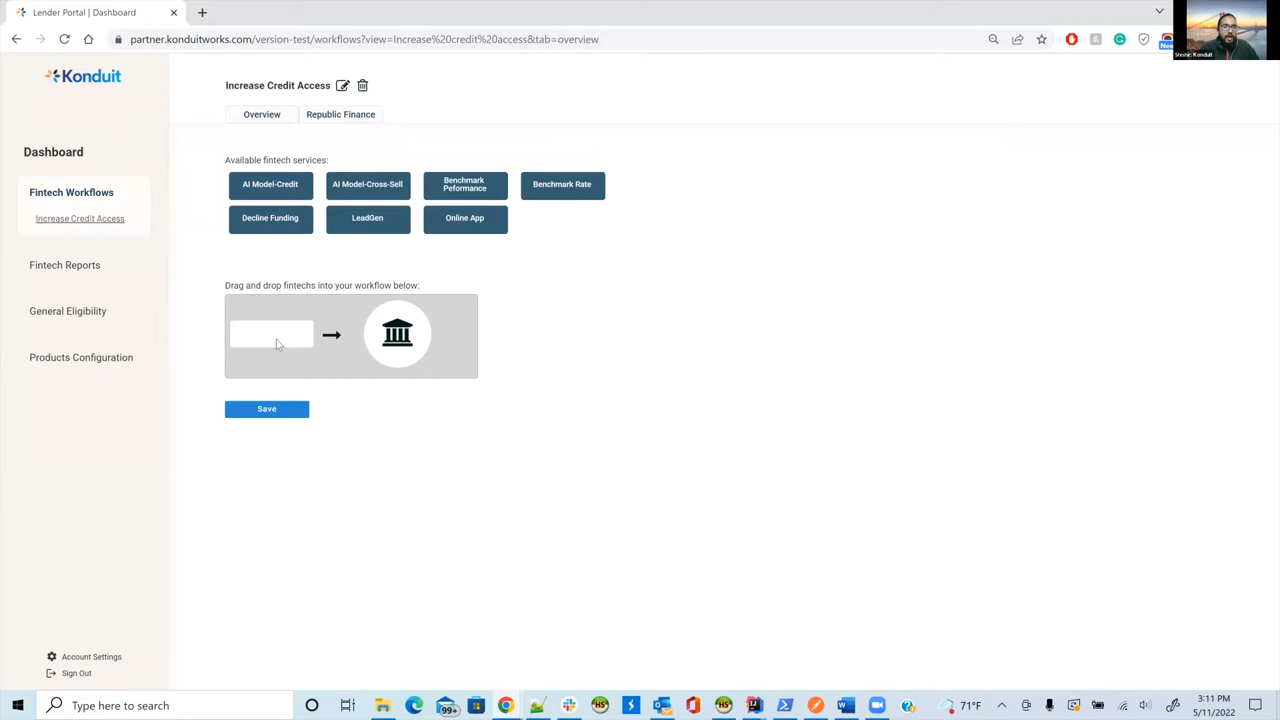 Lender Portal | Dashboard
partner.konduitworks.com/version-test/workflows?view=Increase%20credit%20access&tab=overview
New
Shishir: Konduit
Konduit
Increase Credit Access
Overview
Republic Finance
Dashboard
Available fintech services:
AI Model-Credit
AI Model-Cross-Sell
Benchmark
Peformance
Benchmark Rate
Fintech Workflows
Increase Credit Access
Decline Funding
LeadGen
Online App
Fintech Reports
Drag and drop fintechs into your workflow below:
General Eligibility
Products Configuration
Save
Account Settings
Sign Out
Type here to search
99+
71°F
3:11 PM
5/11/2022